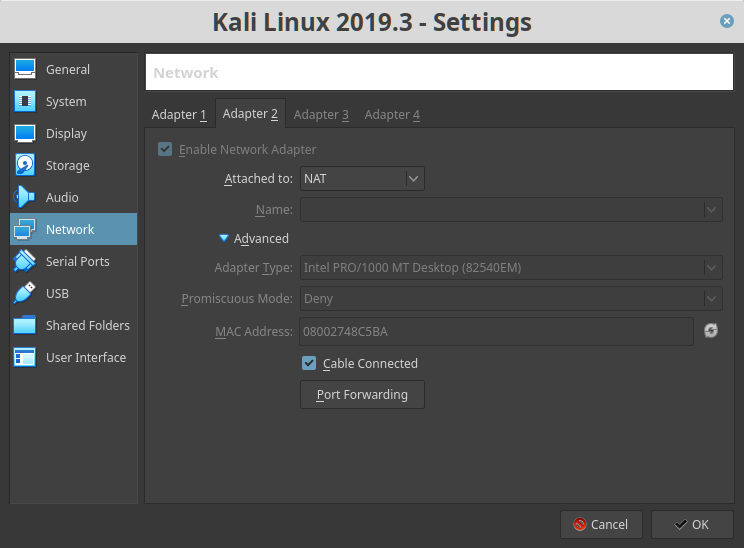 Kali Linux 2019.3 - Settings
General
System
Display
Storage
Audio
Network
Serial Ports
USB
Shared Folders
User Interface
Network
Adapter 1 Adapter 2 Adapter 3 Adapter 4
Enable Network Adapter
Attached to: NAT
Name:
Advanced
Adapter Type: Intel PRO/1000 MT Desktop (82540EM)
Promiscuous Mode: Deny
MAC Address: 08002748C5BA
Cable Connected
Port Forwarding
Cancel OK